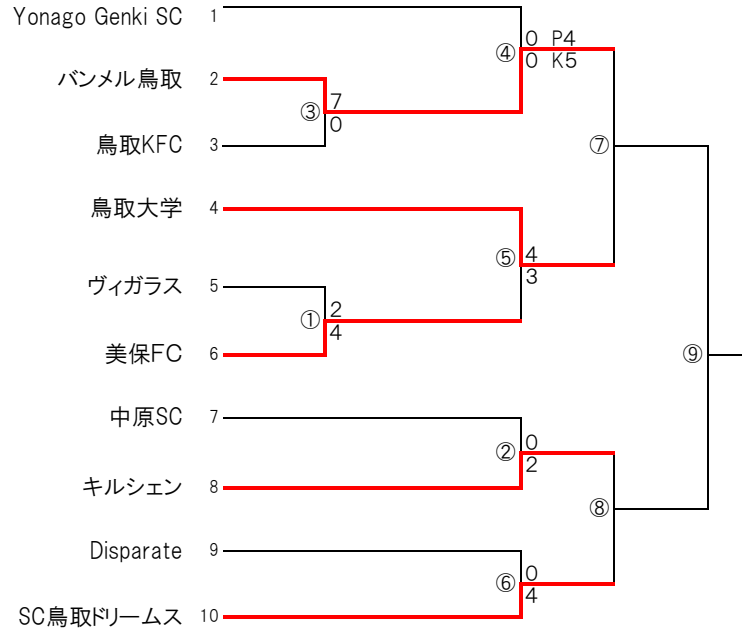 Yonago Genki SC 1
④ 0 P4
0 K5
バンメル鳥取 2
③ 7
0
鳥取KFC 3
⑦
鳥取大学 4
⑤ 4
3
ヴィガラス 5
① 2
4
美保FC 6
⑨
中原SC 7
② 0
2
キルシェン 8
⑧
Disparate 9
⑥ 0
4
SC鳥取ドリームス 10